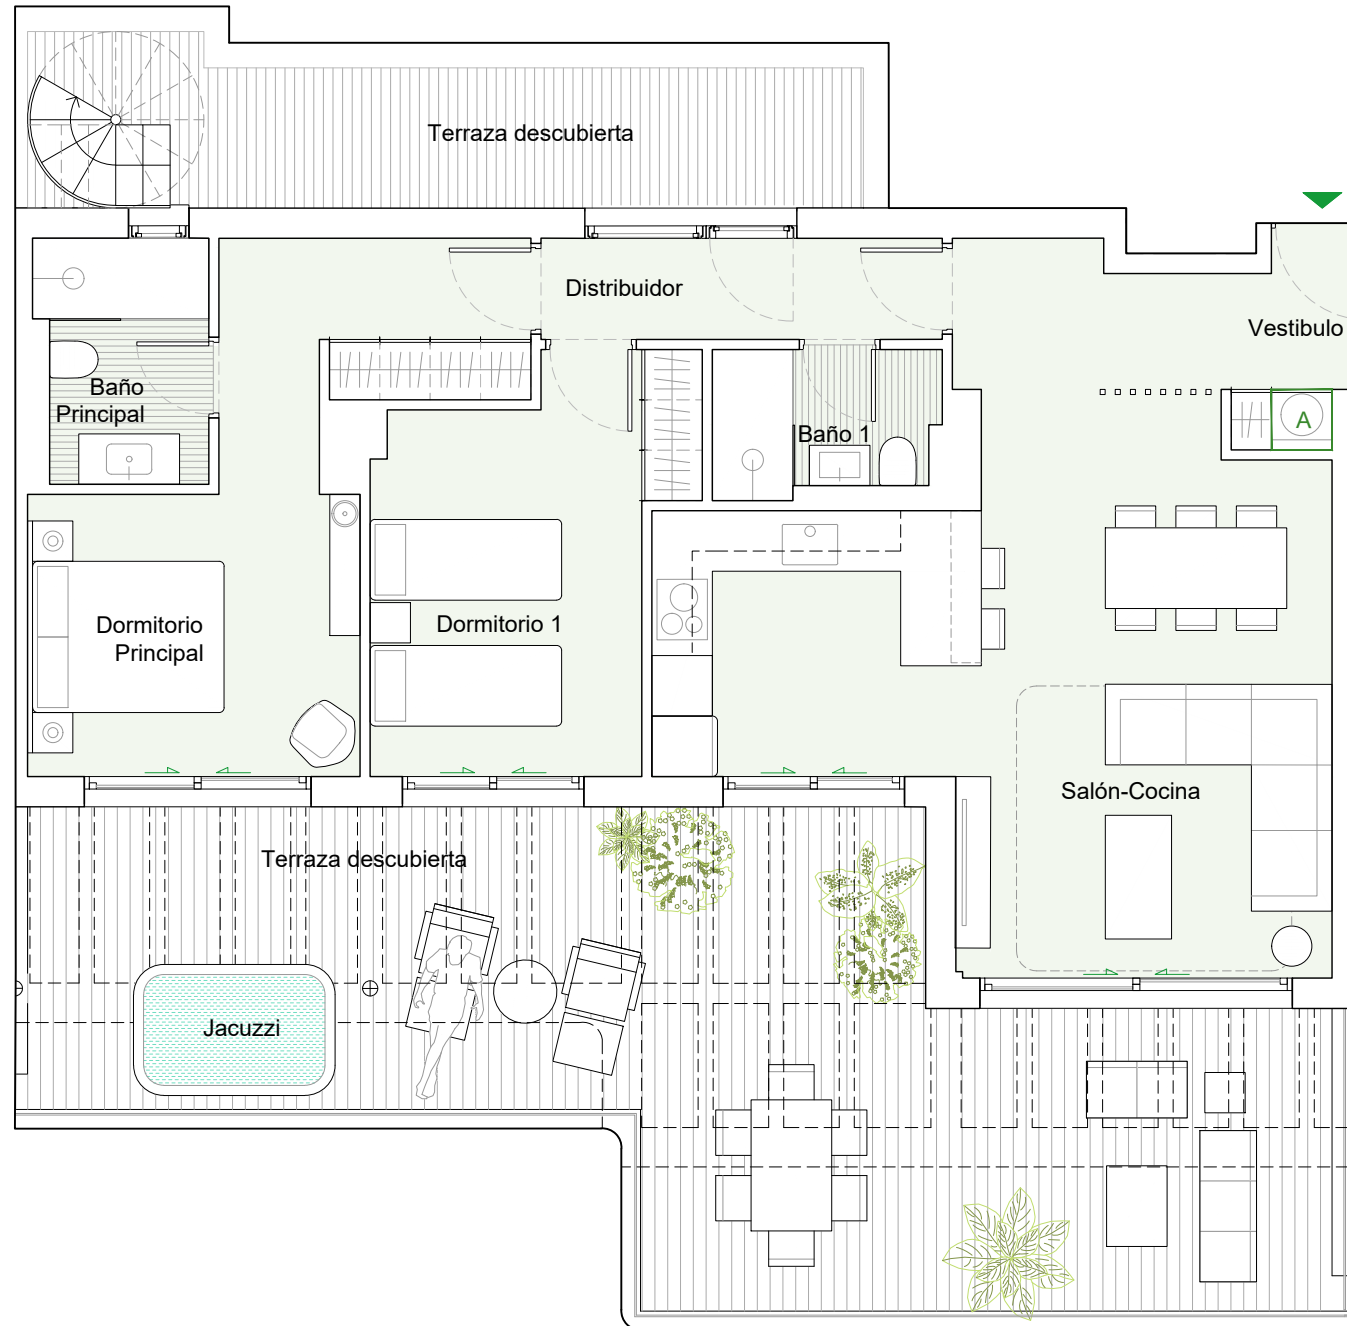 Terraza descubierta
Distribuidor
Vestibulo
Baño
Principal
A
Baño 1
Dormitorio
Principal
Dormitorio 1
Salón-Cocina
Terraza descubierta
Jacuzzi